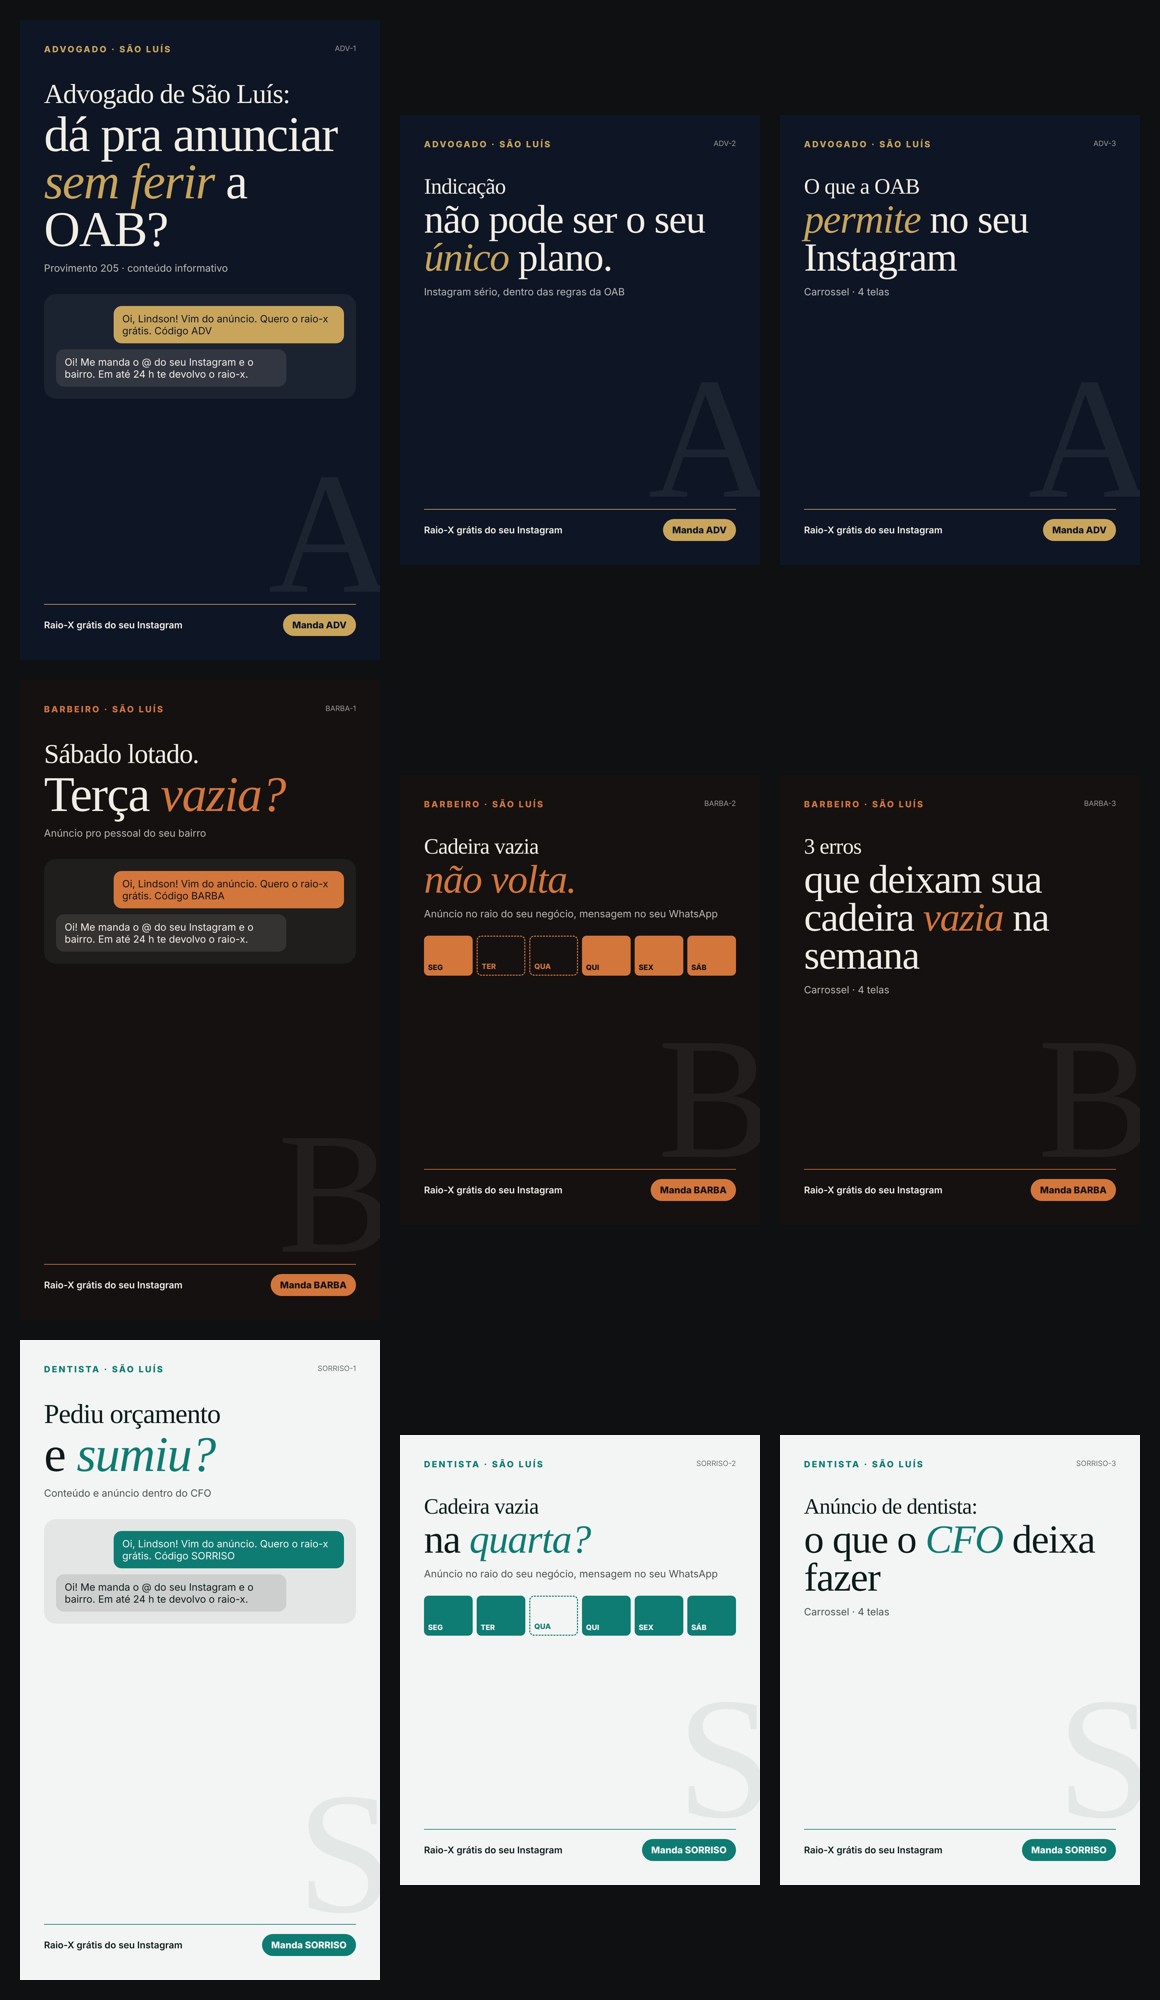 ADVOGADO · SÃO LUÍS
ADV-1
Advogado de São Luís:
dá pra anunciar
sem ferir a
OAB?
Provimento 205 · conteúdo informativo
Oi, Lindson! Vim do anúncio. Quero o raio-x
grátis. Código ADV
Oi! Me manda o @ do seu Instagram e o
bairro. Em até 24 h te devolvo o raio-x.
A
Raio-X grátis do seu Instagram
Manda ADV
ADVOGADO · SÃO LUÍS
ADV-2
Indicação
não pode ser o seu
único plano.
Instagram sério, dentro das regras da OAB
A
Raio-X grátis do seu Instagram
Manda ADV
ADVOGADO · SÃO LUÍS
ADV-3
O que a OAB
permite no seu
Instagram
Carrossel · 4 telas
A
Raio-X grátis do seu Instagram
Manda ADV
BARBEIRO · SÃO LUÍS
BARBA-1
Sábado lotado.
Terça vazia?
Anúncio pro pessoal do seu bairro
Oi, Lindson! Vim do anúncio. Quero o raio-x
grátis. Código BARBA
Oi! Me manda o @ do seu Instagram e o
bairro. Em até 24 h te devolvo o raio-x.
B
Raio-X grátis do seu Instagram
Manda BARBA
BARBEIRO · SÃO LUÍS
BARBA-2
Cadeira vazia
não volta.
Anúncio no raio do seu negócio, mensagem no seu WhatsApp
SEG TER QUA QUI SEX SÁB
B
Raio-X grátis do seu Instagram
Manda BARBA
BARBEIRO · SÃO LUÍS
BARBA-3
3 erros
que deixam sua
cadeira vazia na
semana
Carrossel · 4 telas
B
Raio-X grátis do seu Instagram
Manda BARBA
DENTISTA · SÃO LUÍS
SORRISO-1
Pediu orçamento
e sumiu?
Conteúdo e anúncio dentro do CFO
Oi, Lindson! Vim do anúncio. Quero o raio-x
grátis. Código SORRISO
Oi! Me manda o @ do seu Instagram e o
bairro. Em até 24 h te devolvo o raio-x.
S
Raio-X grátis do seu Instagram
Manda SORRISO
DENTISTA · SÃO LUÍS
SORRISO-2
Cadeira vazia
na quarta?
Anúncio no raio do seu negócio, mensagem no seu WhatsApp
SEG TER QUA QUI SEX SÁB
S
Raio-X grátis do seu Instagram
Manda SORRISO
DENTISTA · SÃO LUÍS
SORRISO-3
Anúncio de dentista:
o que o CFO deixa
fazer
Carrossel · 4 telas
S
Raio-X grátis do seu Instagram
Manda SORRISO